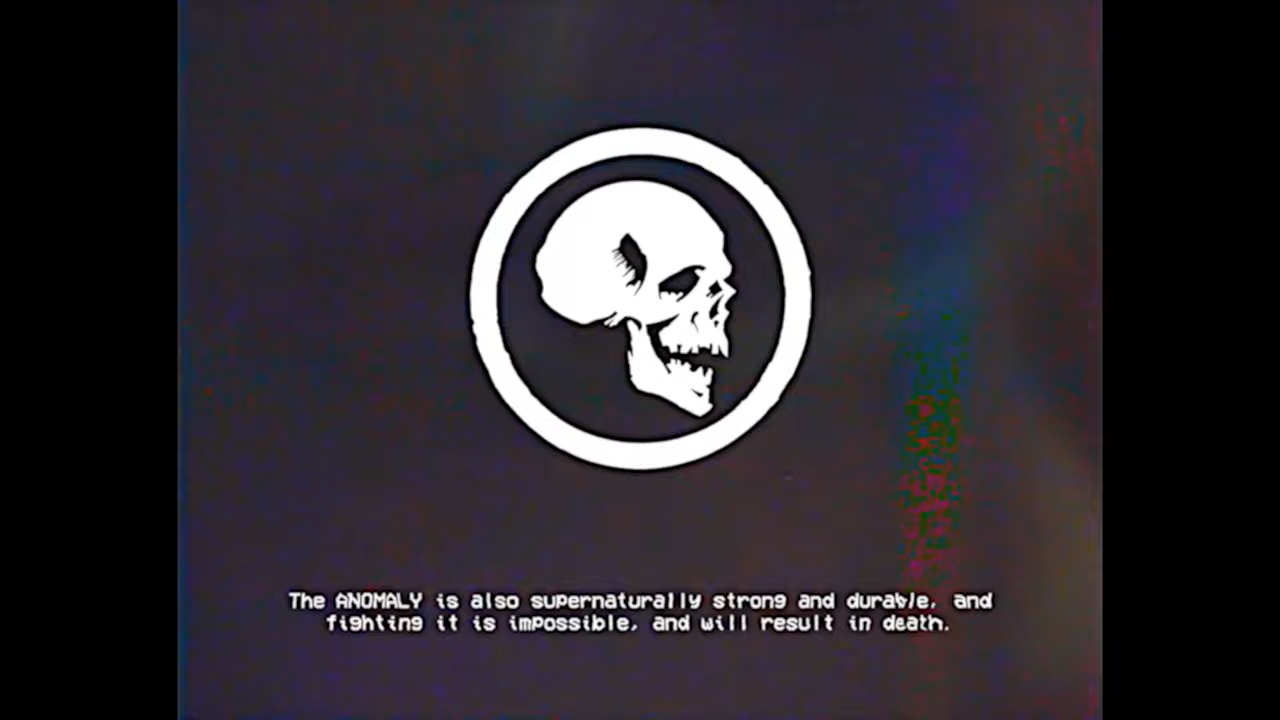 The ANOMALY is also supernaturally strong and durable, and
fighting it is impossible, and will result in death.